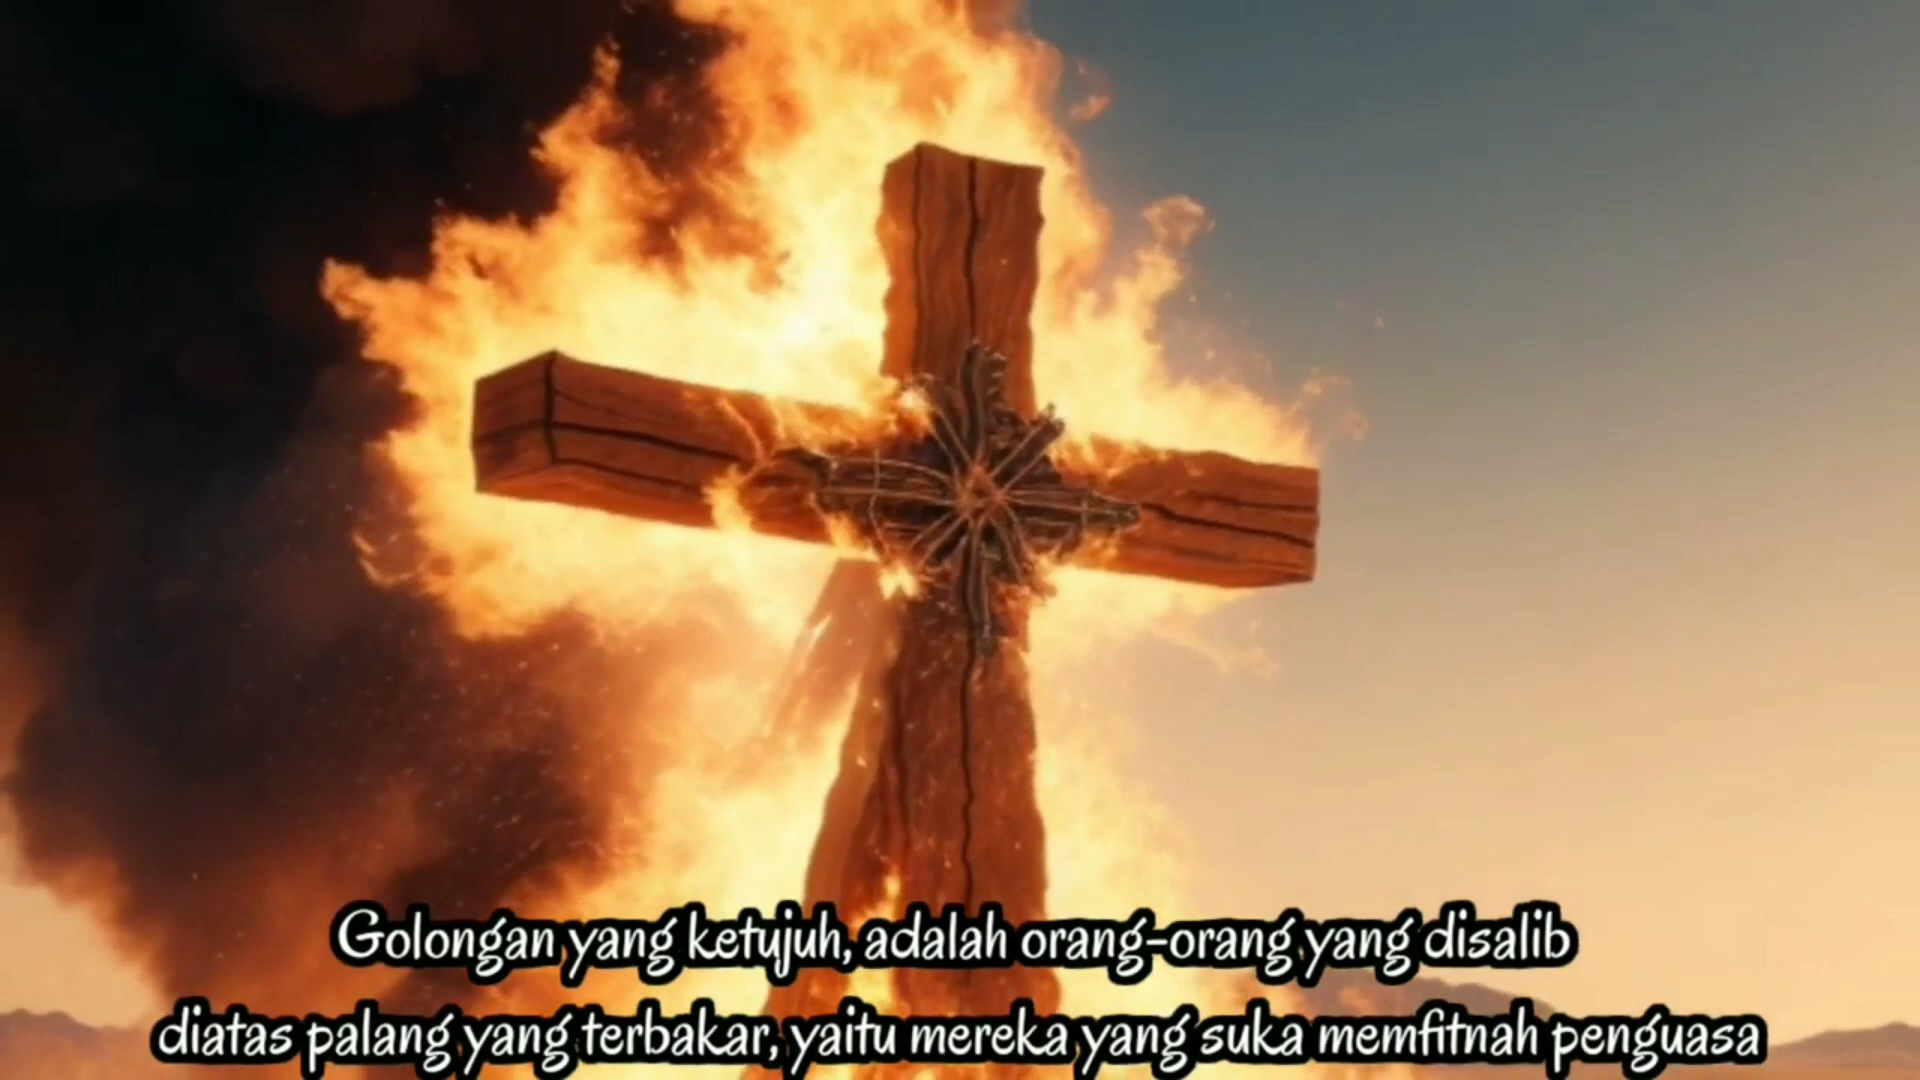 Golongan yang ketujuh, adalah orang-orang yang disalib
diatas palang yang terbakar, yaitu mereka yang suka memfitnah penguasa